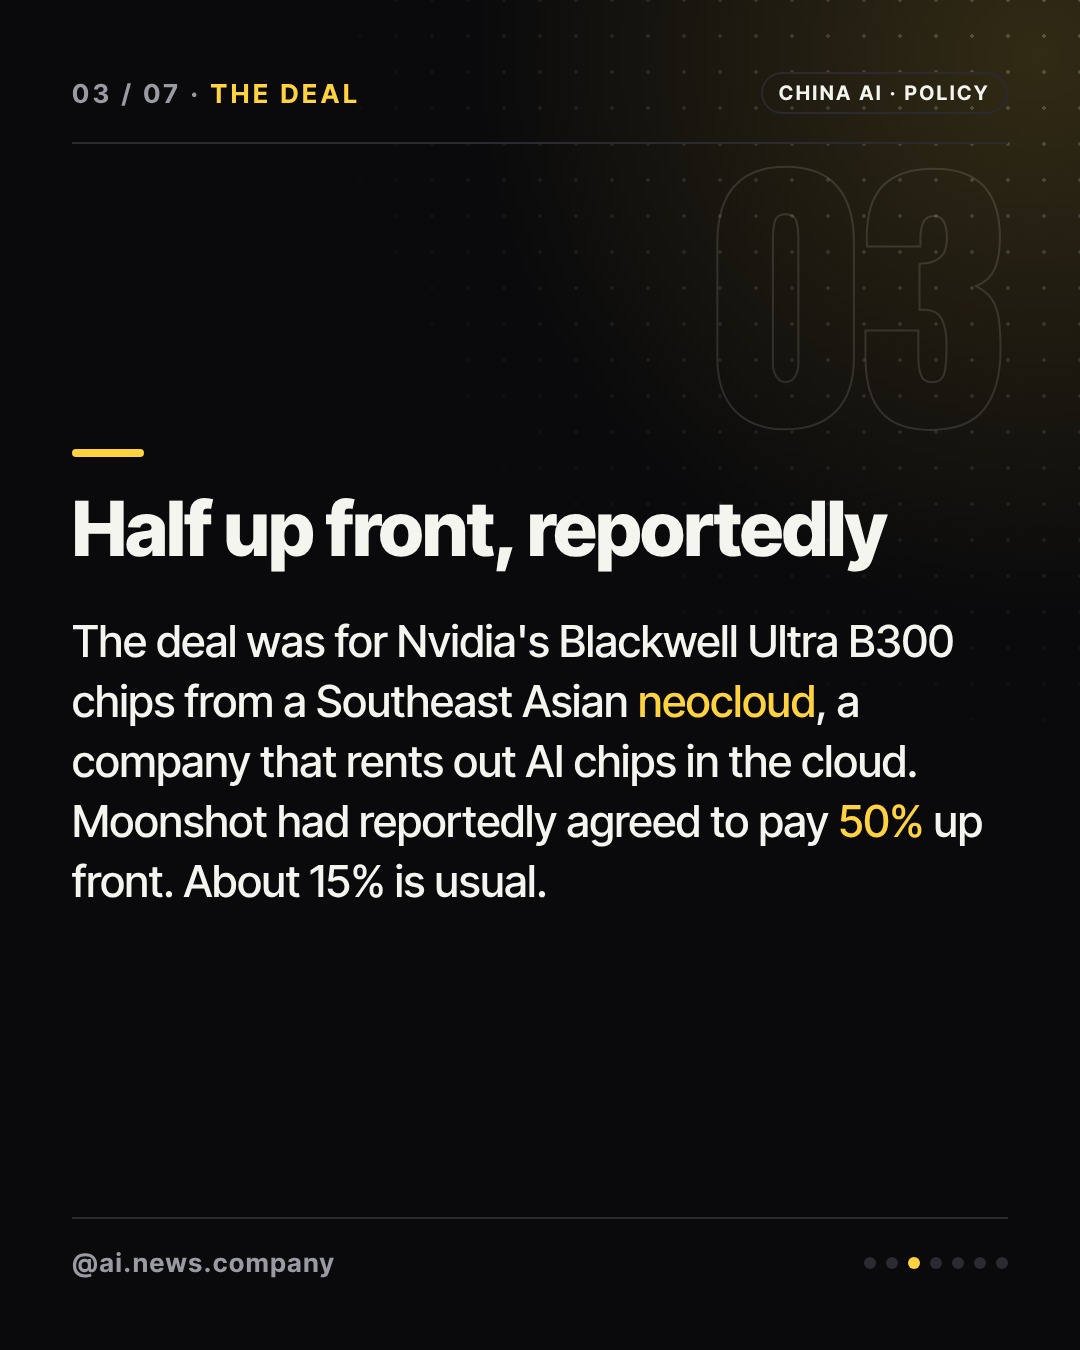 03 / 07 · THE DEAL
CHINA AI · POLICY
03
Half up front, reportedly
The deal was for Nvidia's Blackwell Ultra B300
chips from a Southeast Asian neocloud, a
company that rents out AI chips in the cloud.
Moonshot had reportedly agreed to pay 50% up
front. About 15% is usual.
@ai.news.company